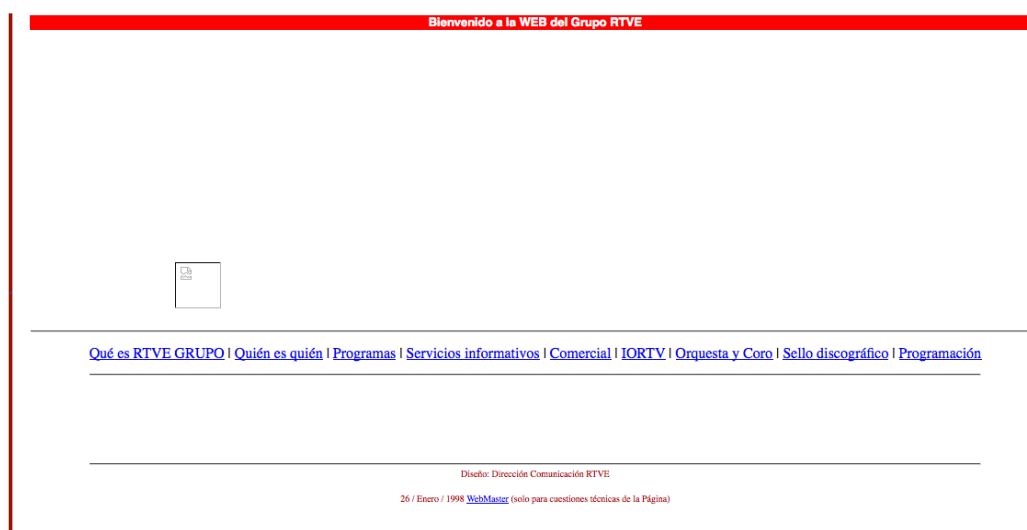 Bienvenido a la WEB del Grupo RTVE
Qué es RTVE GRUPO | Quién es quién | Programas | Servicios informativos | Comercial | IORTV | Orquesta y Coro | Sello discográfico | Programación
Diseño: Dirección Comunicación RTVE
26 / Enero / 1998 WebMaster (solo para cuestiones técnicas de la Página)